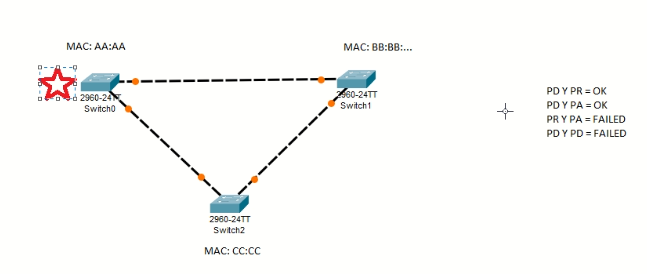 MAC: AA:AA
MAC: BB:BB:...
2960-24TT
Switch0
2960-24TT
Switch1
PD Y PR = OK
PD Y PA = OK
PR Y PA = FAILED
PD Y PD = FAILED
2960-24TT
Switch2
MAC: CC:CC